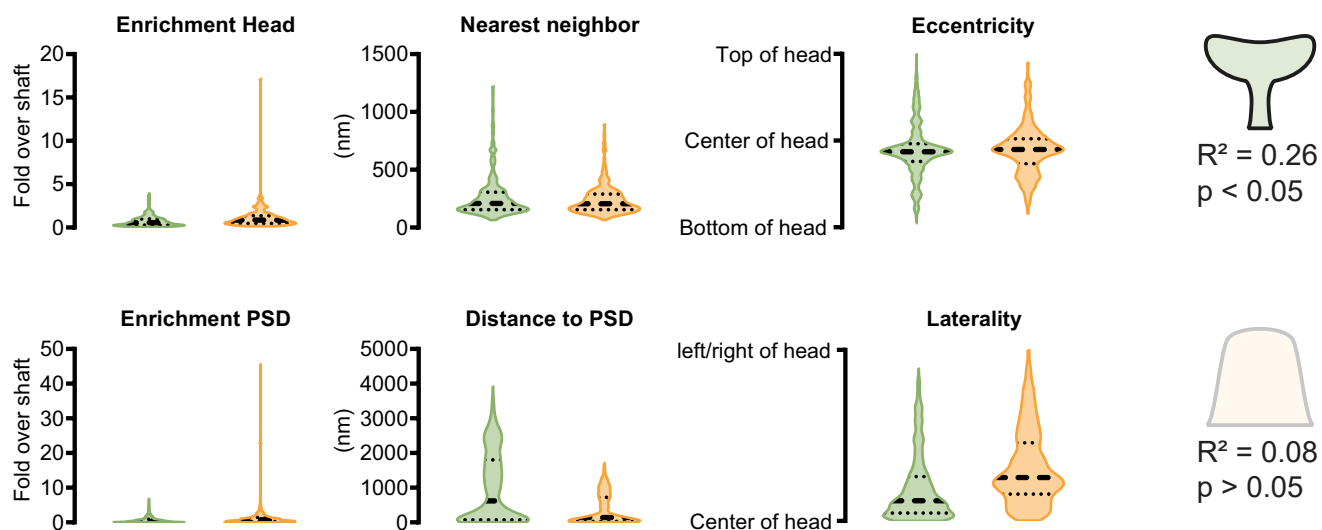 Enrichment Head
Fold over shaft
20
15
10
5
0
Nearest neighbor
(nm)
1500
1000
500
0
Eccentricity
Top of head
Center of head
Bottom of head
R² = 0.26
p < 0.05
Enrichment PSD
Fold over shaft
50
40
30
20
10
0
Distance to PSD
(nm)
5000
4000
3000
2000
1000
0
Laterality
left/right of head
Center of head
R² = 0.08
p > 0.05